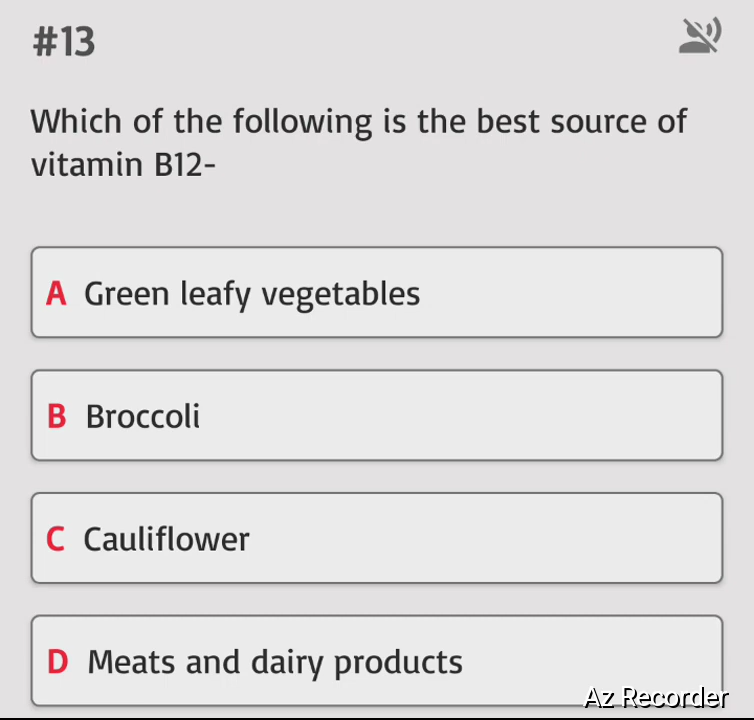 #13
Which of the following is the best source of
vitamin B12-
A Green leafy vegetables
B Broccoli
C Cauliflower
D Meats and dairy products
Az Recorder